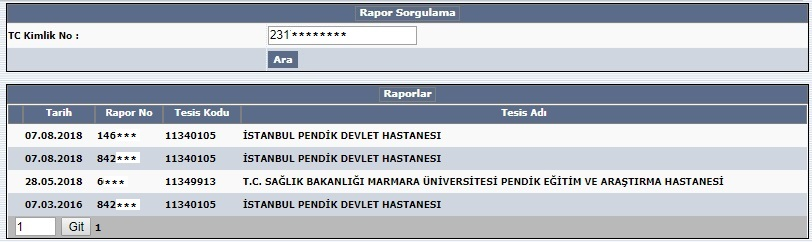 Rapor Sorgulama
TC Kimlik No : 231********
Ara
Raporlar
Tarih Rapor No Tesis Kodu Tesis Adı
07.08.2018 146*** 11340105 İSTANBUL PENDİK DEVLET HASTANESI
07.08.2018 842*** 11340105 İSTANBUL PENDİK DEVLET HASTANESI
28.05.2018 6*** 11349913 T.C. SAĞLIK BAKANLIĞI MARMARA ÜNİVERSİTESİ PENDİK EĞİTİM VE ARAŞTIRMA HASTANESİ
07.03.2016 842*** 11340105 İSTANBUL PENDİK DEVLET HASTANESI
1 Git 1